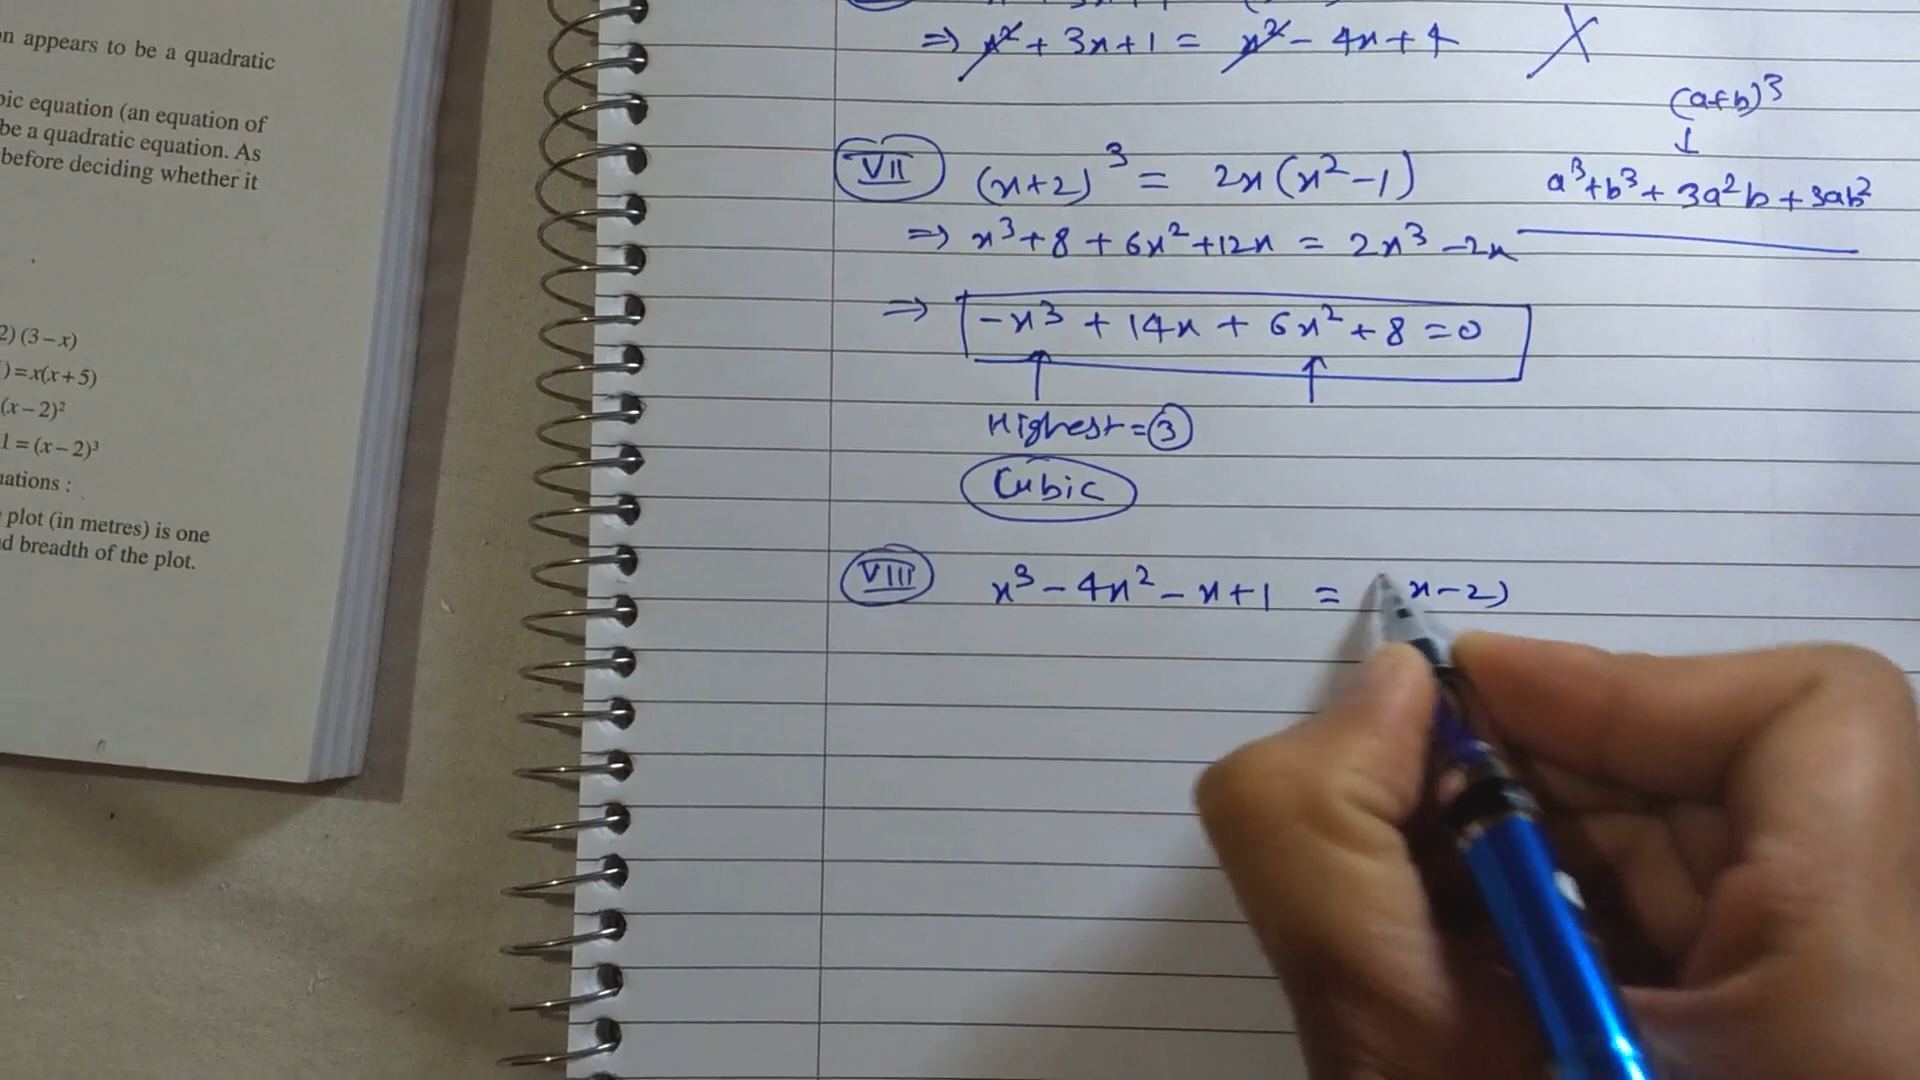 n appears to be a quadratic
bic equation (an equation of
be a quadratic equation. As
before deciding whether it
2) (3 – x)
) = x(x + 5)
(x – 2)²
1 = (x – 2)³
uations :
plot (in metres) is one
d breadth of the plot.
⇒ x² + 3x + 1 = x² - 4x + 4 X
(a+b)³
↓
a³ + b³ + 3a²b + 3ab²
VII (x+2)³ = 2x(x²-1)
⇒ x³ + 8 + 6x² + 12x = 2x³ - 2x
⇒ -x³ + 14x + 6x² + 8 = 0
Highest = 3
Cubic
VIII x³ - 4x² - x + 1 = x-2)